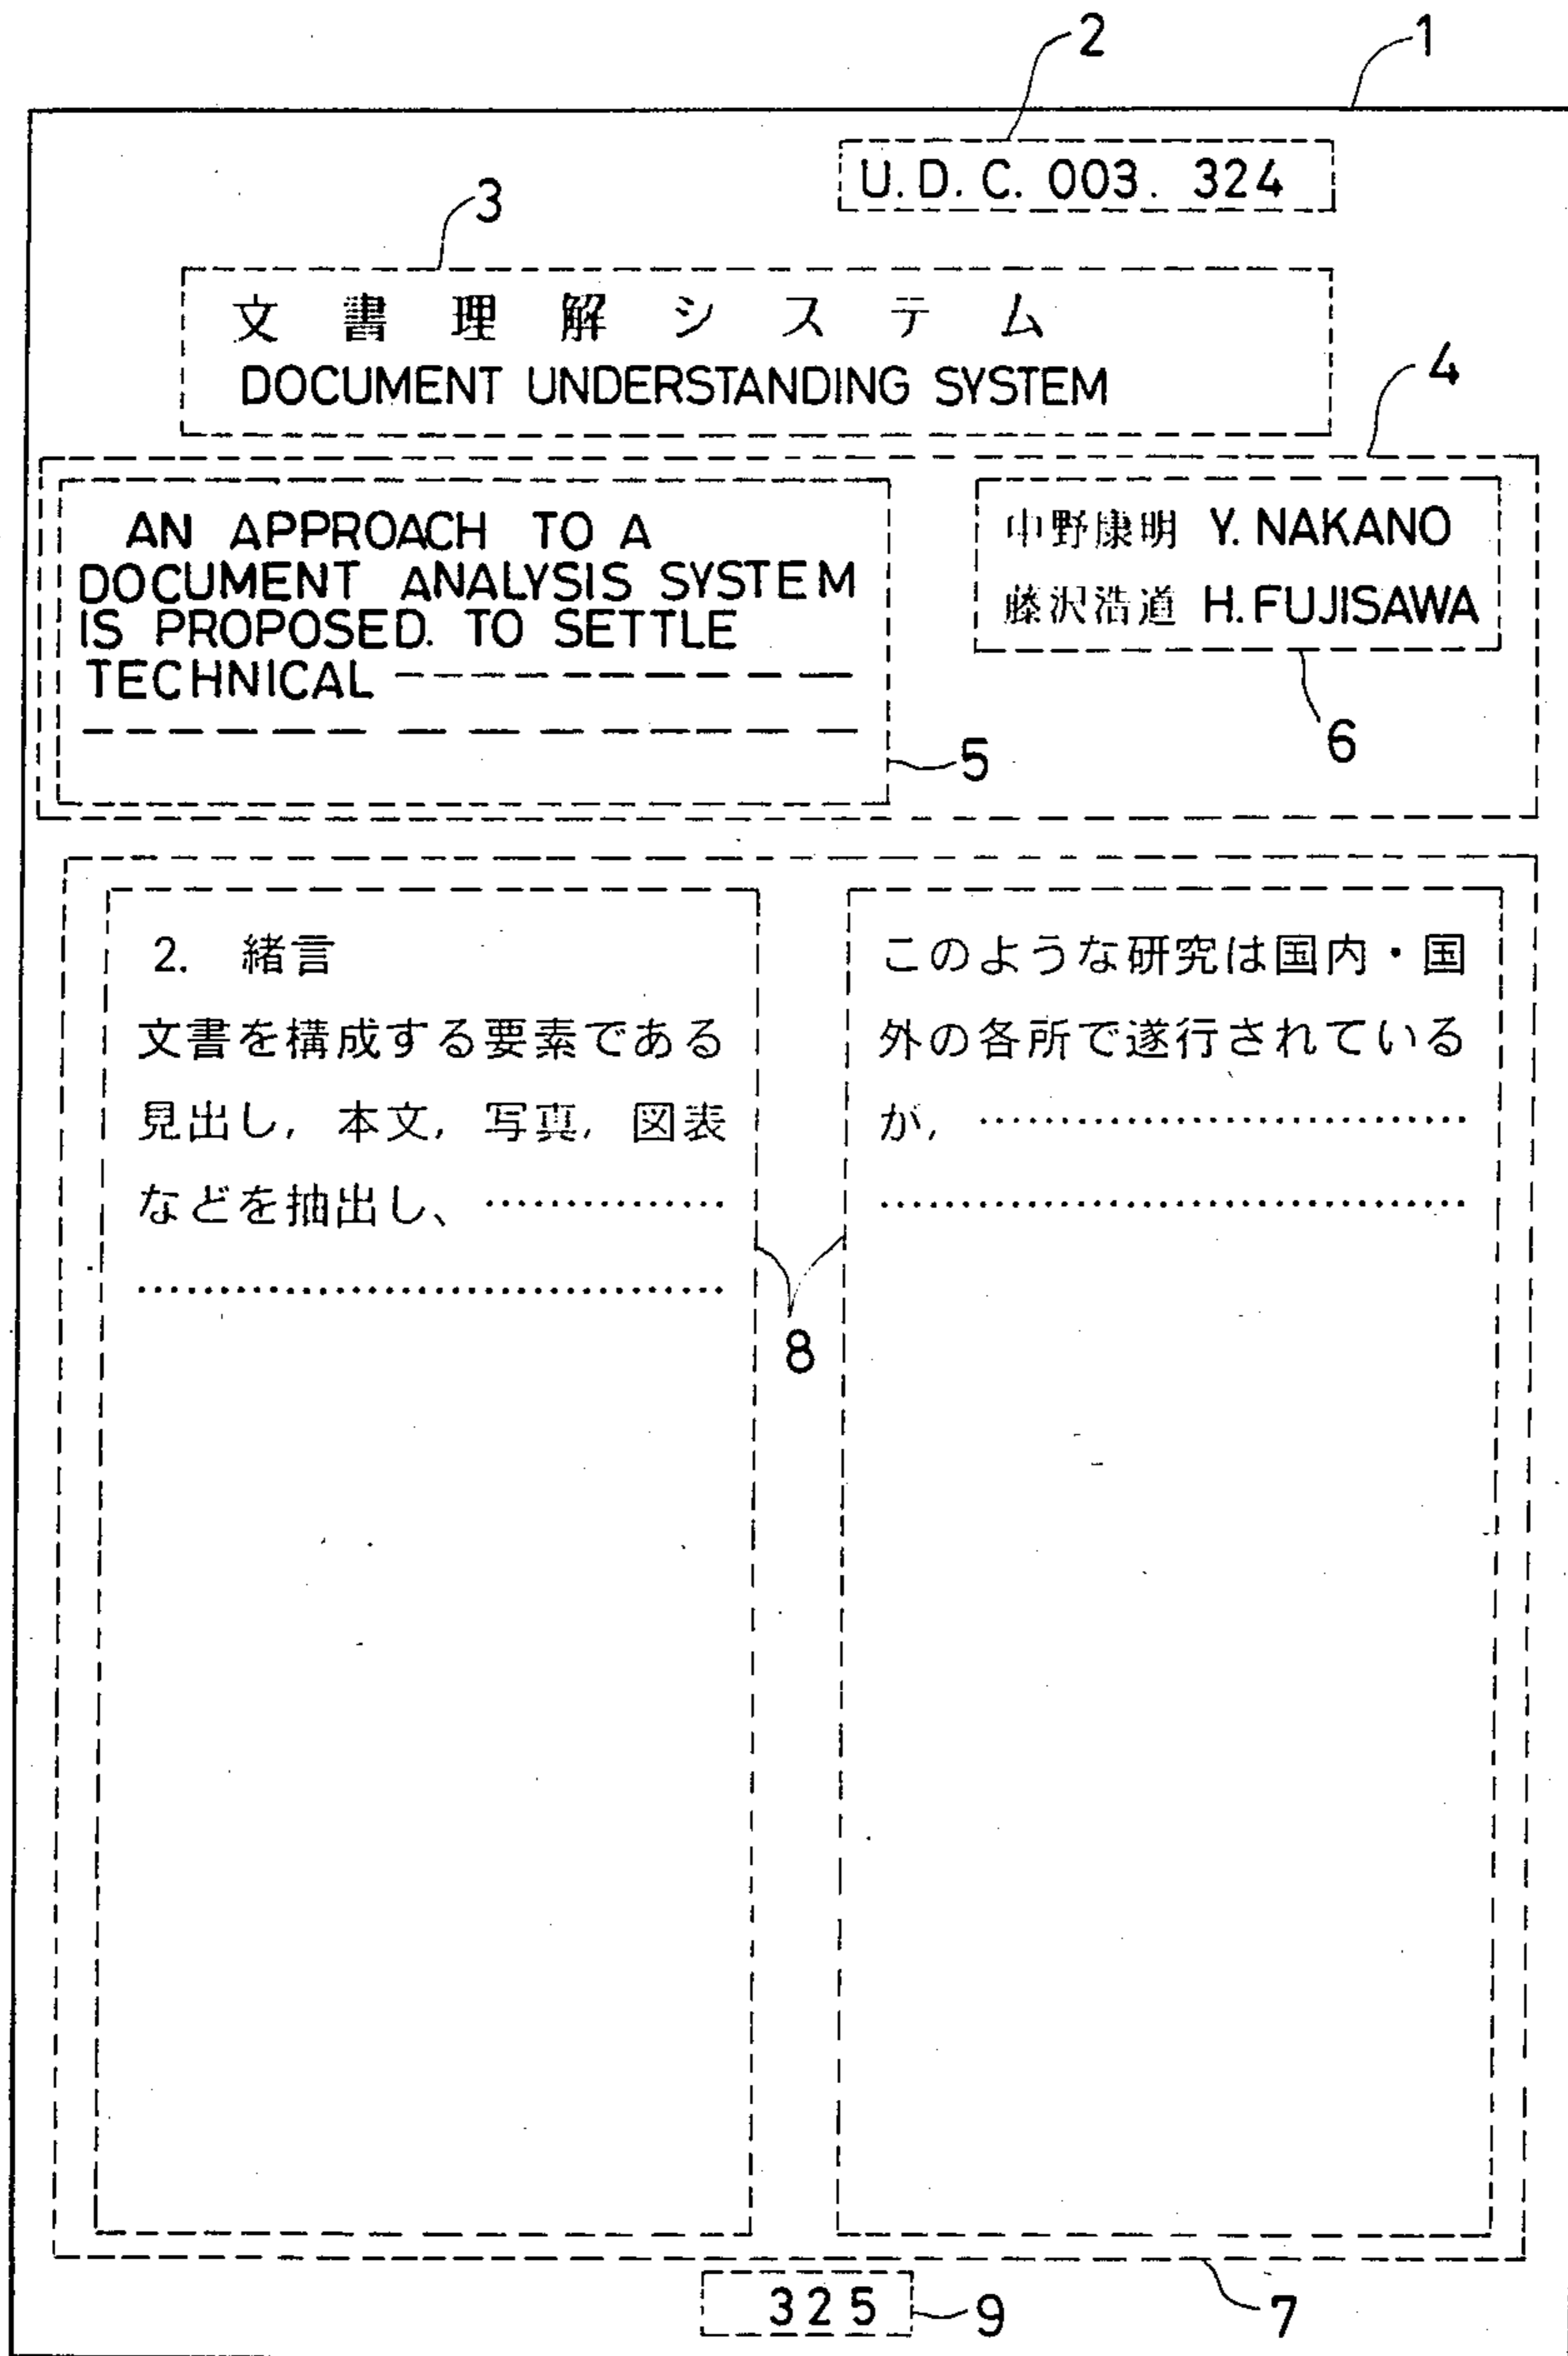 2
1
U.D.C. 003. 324
3
文書理解システム
DOCUMENT UNDERSTANDING SYSTEM
4
AN APPROACH TO A
DOCUMENT ANALYSIS SYSTEM
IS PROPOSED. TO SETTLE
TECHNICAL
5
中野康明 Y. NAKANO
藤沢浩道 H. FUJISAWA
6
2. 緒言
文書を構成する要素である
見出し, 本文, 写真, 図表
などを抽出し、……………
…………………………………
このような研究は国内・国
外の各所で遂行されている
が, ……………………………
…………………………………
8
325
9
7